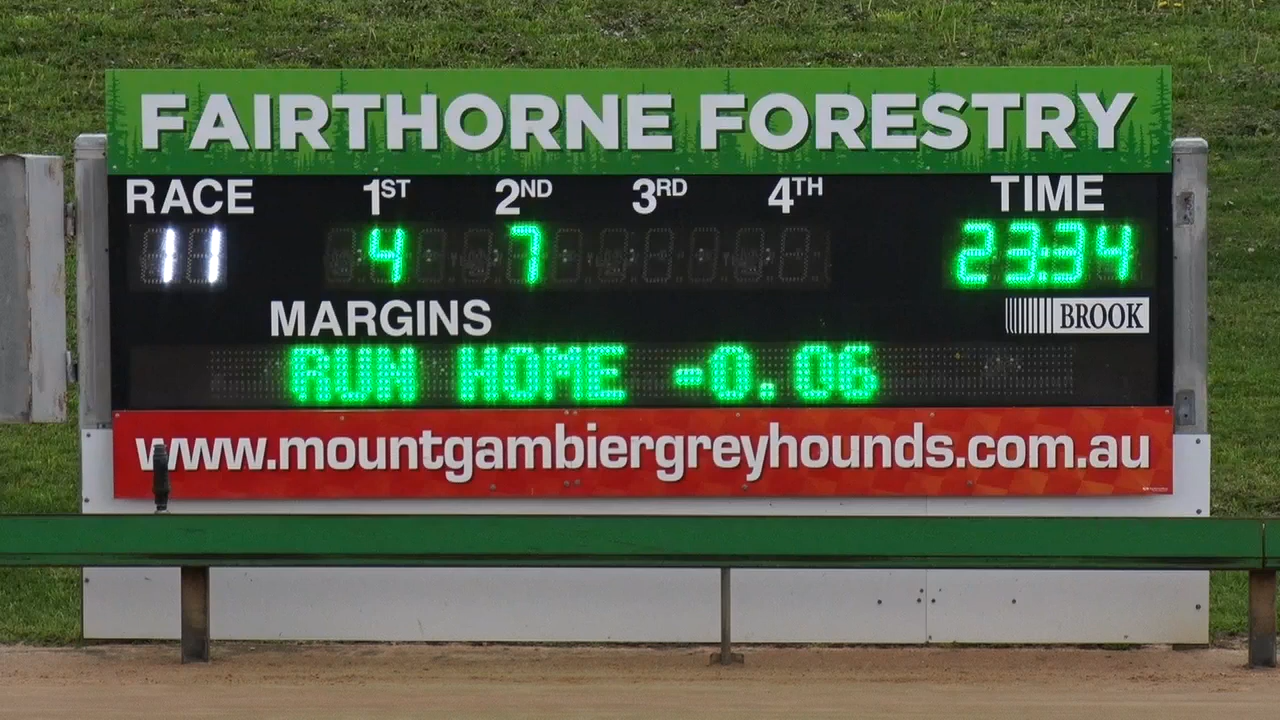 FAIRTHORNE FORESTRY
RACE 1ST 2ND 3RD 4TH TIME
11 4 7 23:34
MARGINS
BROOK
RUN HOME -0.06
www.mountgambiergreyhounds.com.au